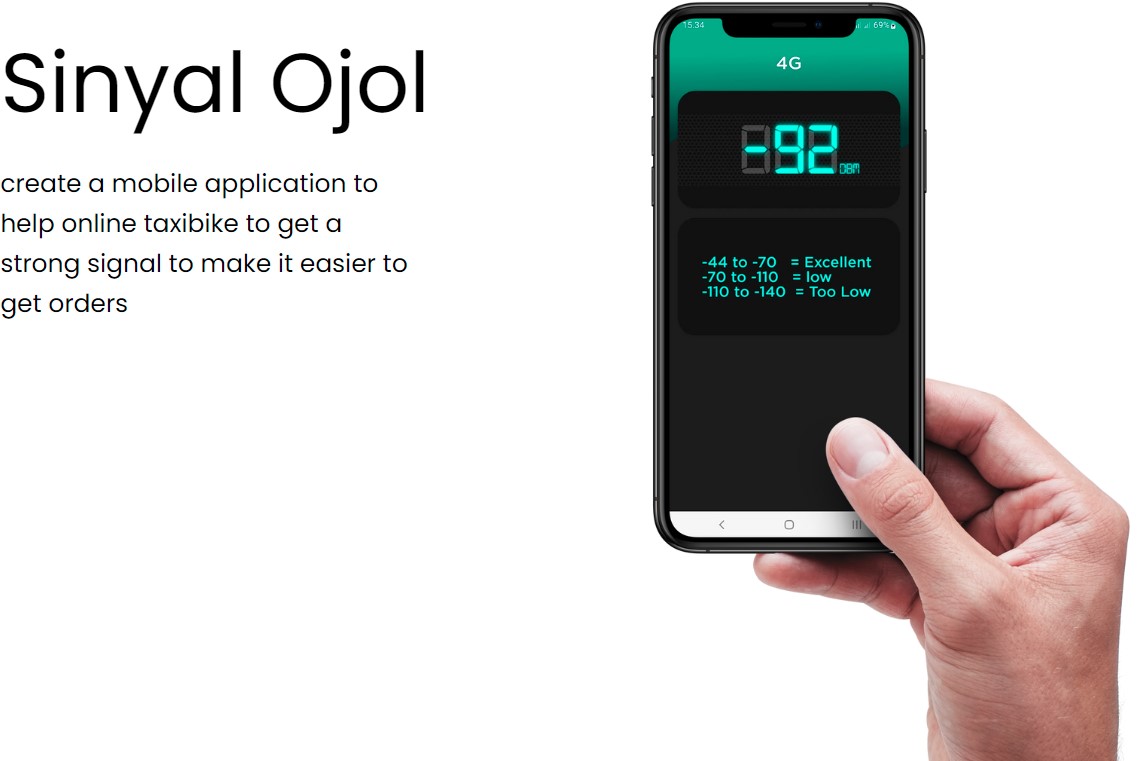 Sinyal Ojol
create a mobile application to
help online taxibike to get a
strong signal to make it easier to
get orders
15.34
69%
4G
-92 DBM
-44 to -70 = Excellent
-70 to -110 = low
-110 to -140 = Too Low